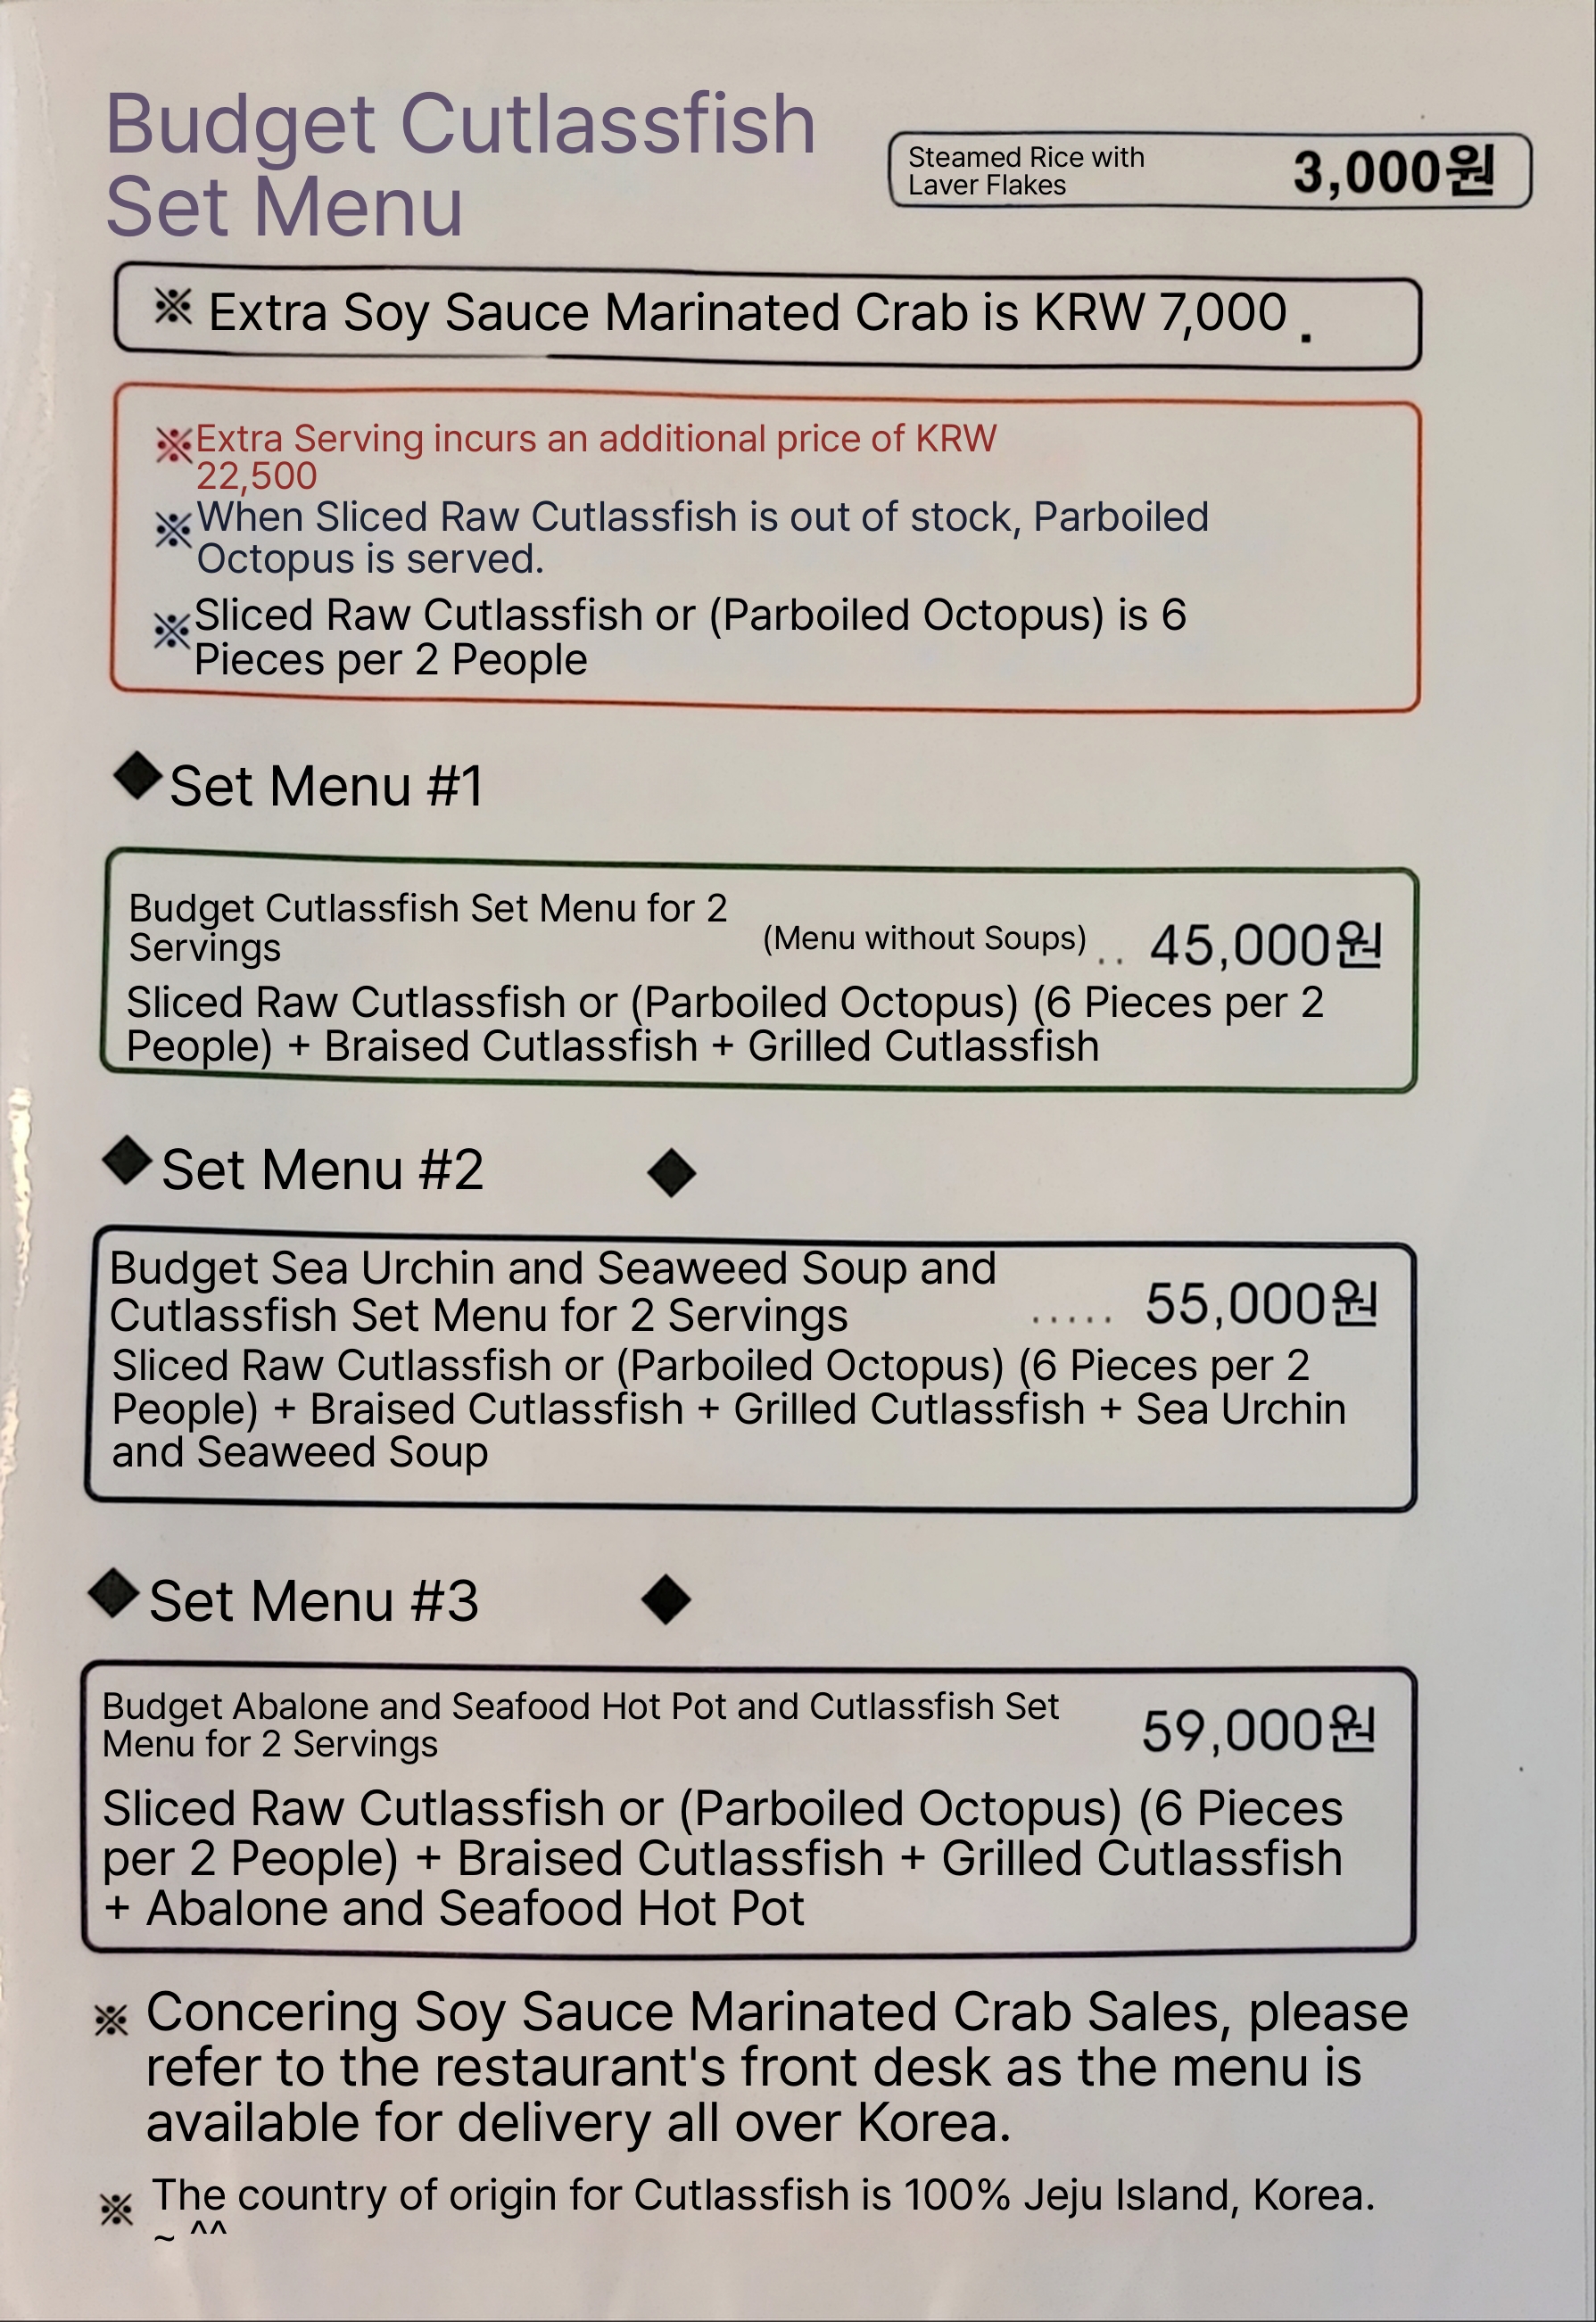 Budget Cutlassfish
Set Menu
Steamed Rice with
Laver Flakes
3,000원
※ Extra Soy Sauce Marinated Crab is KRW 7,000 .
※Extra Serving incurs an additional price of KRW
22,500
※When Sliced Raw Cutlassfish is out of stock, Parboiled
Octopus is served.
※Sliced Raw Cutlassfish or (Parboiled Octopus) is 6
Pieces per 2 People
◆Set Menu #1
Budget Cutlassfish Set Menu for 2
Servings
(Menu without Soups) .. 45,000원
Sliced Raw Cutlassfish or (Parboiled Octopus) (6 Pieces per 2
People) + Braised Cutlassfish + Grilled Cutlassfish
◆Set Menu #2 ◆
Budget Sea Urchin and Seaweed Soup and
Cutlassfish Set Menu for 2 Servings
..... 55,000원
Sliced Raw Cutlassfish or (Parboiled Octopus) (6 Pieces per 2
People) + Braised Cutlassfish + Grilled Cutlassfish + Sea Urchin
and Seaweed Soup
◆Set Menu #3 ◆
Budget Abalone and Seafood Hot Pot and Cutlassfish Set
Menu for 2 Servings
59,000원
Sliced Raw Cutlassfish or (Parboiled Octopus) (6 Pieces
per 2 People) + Braised Cutlassfish + Grilled Cutlassfish
+ Abalone and Seafood Hot Pot
※ Concering Soy Sauce Marinated Crab Sales, please
refer to the restaurant's front desk as the menu is
available for delivery all over Korea.
※ The country of origin for Cutlassfish is 100% Jeju Island, Korea.
~ ^^